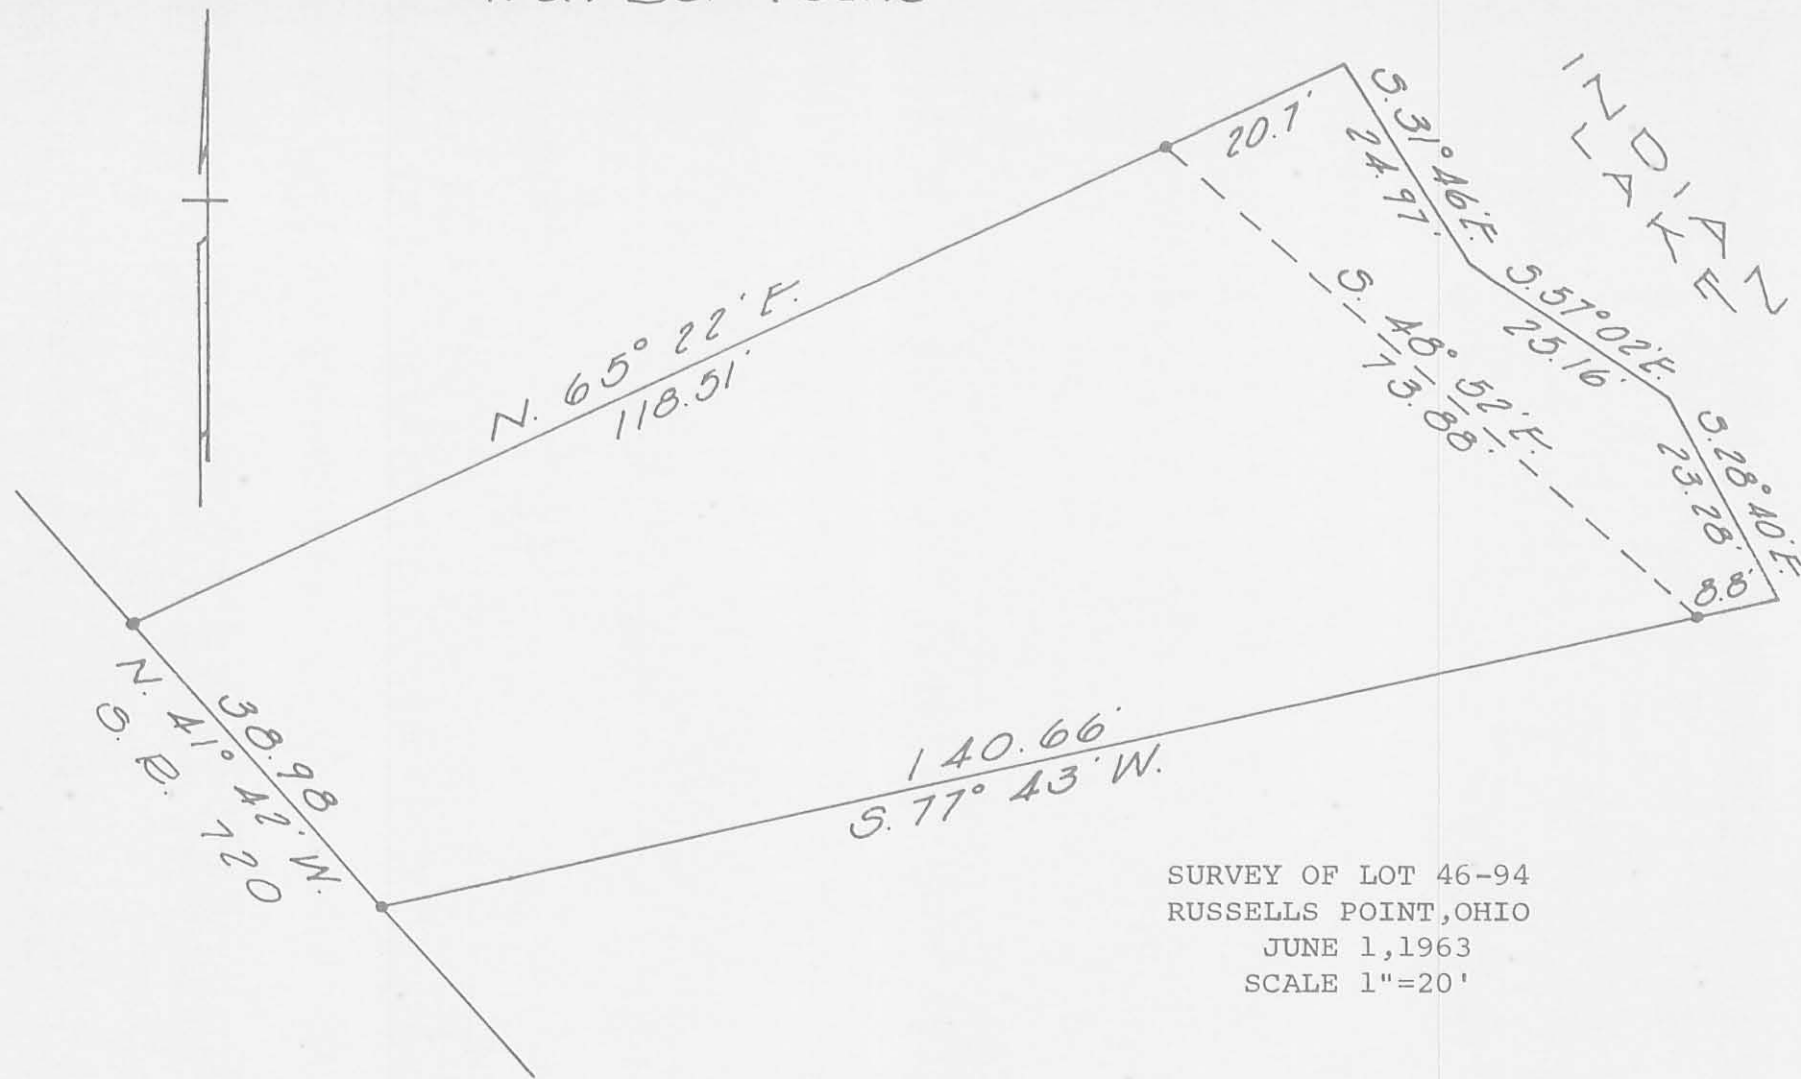 20.7'
S. 31° 46' E.
24.97'
INDIAN
LAKE
S. 57° 02' E.
25.16'
S. 48° 52' E.
73.88'
N. 65° 22' E.
118.51'
S. 28° 40' E.
23.28'
8.8'
38.98
N. 41° 42' W.
S. R. 720
140.66'
S. 77° 43' W.
SURVEY OF LOT 46-94
RUSSELLS POINT,OHIO
JUNE 1,1963
SCALE 1"=20'